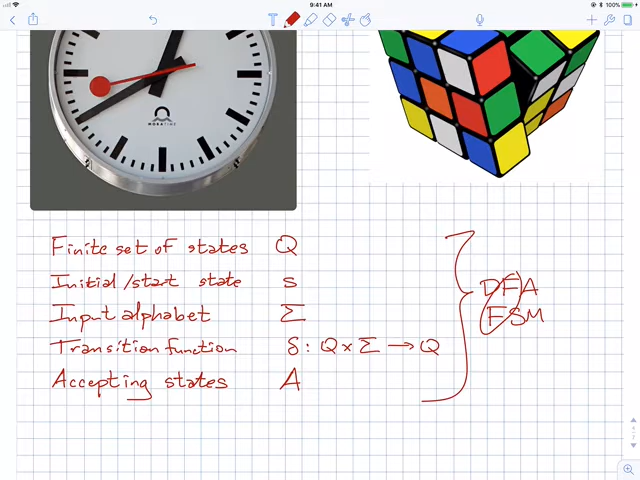 9:41 AM
100%
MOBATIME
Finite set of states Q
Initial/start state s
Input alphabet Σ
Transition function δ: Q × Σ → Q
Accepting states A
DFA
FSM